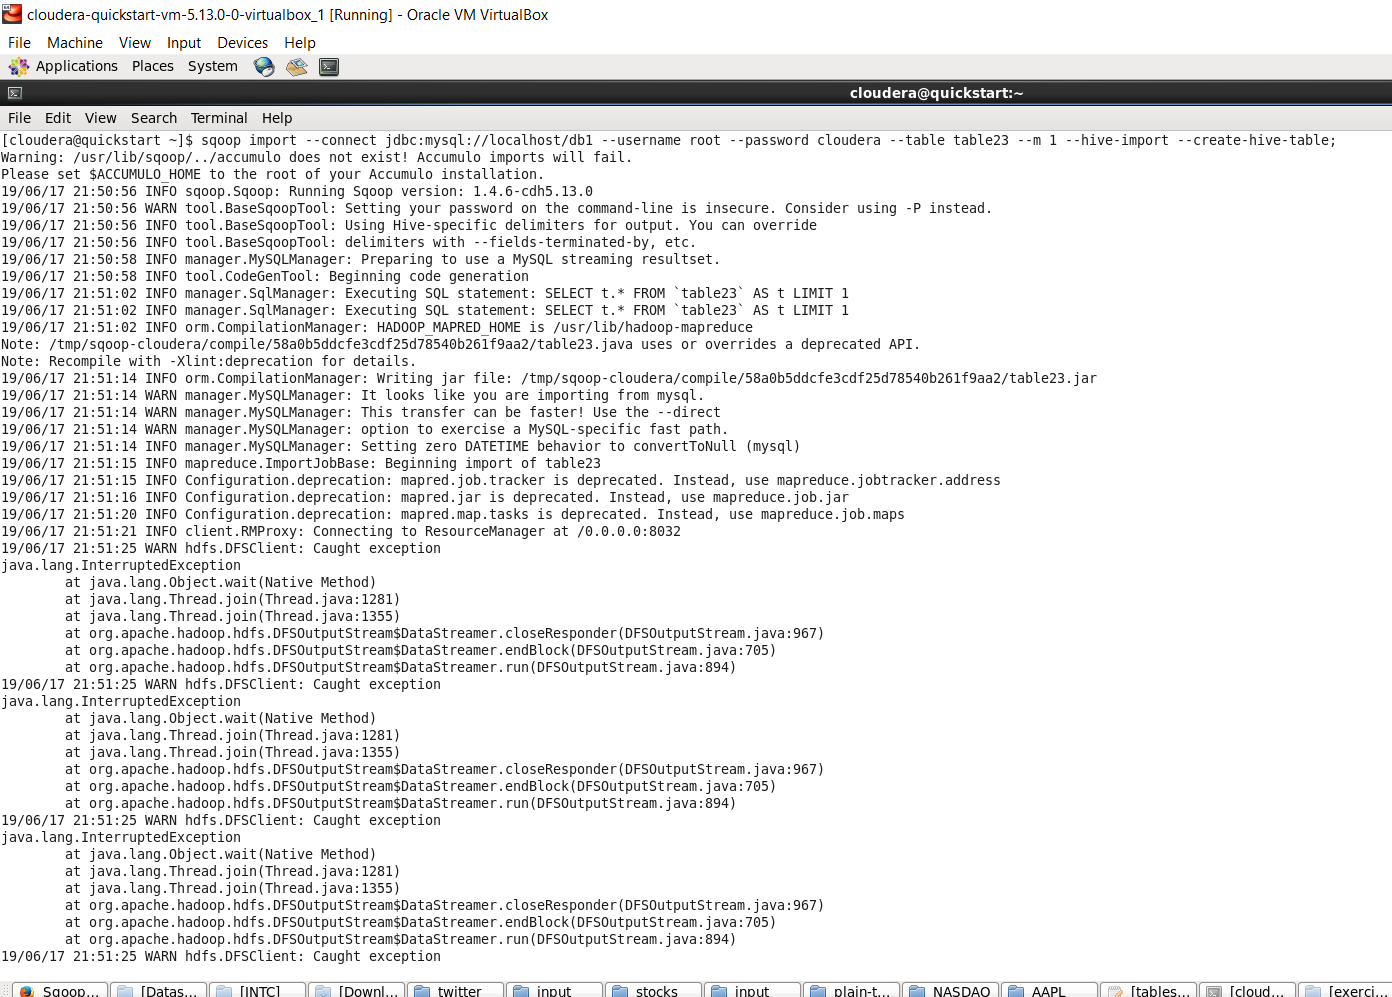 cloudera-quickstart-vm-5.13.0-0-virtualbox_1 [Running] - Oracle VM VirtualBox
File Machine View Input Devices Help
Applications Places System
cloudera@quickstart:~
File Edit View Search Terminal Help
[cloudera@quickstart ~]$ sqoop import --connect jdbc:mysql://localhost/db1 --username root --password cloudera --table table23 --m 1 --hive-import --create-hive-table;
Warning: /usr/lib/sqoop/../accumulo does not exist! Accumulo imports will fail.
Please set $ACCUMULO_HOME to the root of your Accumulo installation.
19/06/17 21:50:56 INFO sqoop.Sqoop: Running Sqoop version: 1.4.6-cdh5.13.0
19/06/17 21:50:56 WARN tool.BaseSqoopTool: Setting your password on the command-line is insecure. Consider using -P instead.
19/06/17 21:50:56 INFO tool.BaseSqoopTool: Using Hive-specific delimiters for output. You can override
19/06/17 21:50:56 INFO tool.BaseSqoopTool: delimiters with --fields-terminated-by, etc.
19/06/17 21:50:58 INFO manager.MySQLManager: Preparing to use a MySQL streaming resultset.
19/06/17 21:50:58 INFO tool.CodeGenTool: Beginning code generation
19/06/17 21:51:02 INFO manager.SqlManager: Executing SQL statement: SELECT t.* FROM `table23` AS t LIMIT 1
19/06/17 21:51:02 INFO manager.SqlManager: Executing SQL statement: SELECT t.* FROM `table23` AS t LIMIT 1
19/06/17 21:51:02 INFO orm.CompilationManager: HADOOP_MAPRED_HOME is /usr/lib/hadoop-mapreduce
Note: /tmp/sqoop-cloudera/compile/58a0b5ddcfe3cdf25d78540b261f9aa2/table23.java uses or overrides a deprecated API.
Note: Recompile with -Xlint:deprecation for details.
19/06/17 21:51:14 INFO orm.CompilationManager: Writing jar file: /tmp/sqoop-cloudera/compile/58a0b5ddcfe3cdf25d78540b261f9aa2/table23.jar
19/06/17 21:51:14 WARN manager.MySQLManager: It looks like you are importing from mysql.
19/06/17 21:51:14 WARN manager.MySQLManager: This transfer can be faster! Use the --direct
19/06/17 21:51:14 WARN manager.MySQLManager: option to exercise a MySQL-specific fast path.
19/06/17 21:51:14 INFO manager.MySQLManager: Setting zero DATETIME behavior to convertToNull (mysql)
19/06/17 21:51:15 INFO mapreduce.ImportJobBase: Beginning import of table23
19/06/17 21:51:15 INFO Configuration.deprecation: mapred.job.tracker is deprecated. Instead, use mapreduce.jobtracker.address
19/06/17 21:51:16 INFO Configuration.deprecation: mapred.jar is deprecated. Instead, use mapreduce.job.jar
19/06/17 21:51:20 INFO Configuration.deprecation: mapred.map.tasks is deprecated. Instead, use mapreduce.job.maps
19/06/17 21:51:21 INFO client.RMProxy: Connecting to ResourceManager at /0.0.0.0:8032
19/06/17 21:51:25 WARN hdfs.DFSClient: Caught exception
java.lang.InterruptedException
at java.lang.Object.wait(Native Method)
at java.lang.Thread.join(Thread.java:1281)
at java.lang.Thread.join(Thread.java:1355)
at org.apache.hadoop.hdfs.DFSOutputStream$DataStreamer.closeResponder(DFSOutputStream.java:967)
at org.apache.hadoop.hdfs.DFSOutputStream$DataStreamer.endBlock(DFSOutputStream.java:705)
at org.apache.hadoop.hdfs.DFSOutputStream$DataStreamer.run(DFSOutputStream.java:894)
19/06/17 21:51:25 WARN hdfs.DFSClient: Caught exception
java.lang.InterruptedException
at java.lang.Object.wait(Native Method)
at java.lang.Thread.join(Thread.java:1281)
at java.lang.Thread.join(Thread.java:1355)
at org.apache.hadoop.hdfs.DFSOutputStream$DataStreamer.closeResponder(DFSOutputStream.java:967)
at org.apache.hadoop.hdfs.DFSOutputStream$DataStreamer.endBlock(DFSOutputStream.java:705)
at org.apache.hadoop.hdfs.DFSOutputStream$DataStreamer.run(DFSOutputStream.java:894)
19/06/17 21:51:25 WARN hdfs.DFSClient: Caught exception
java.lang.InterruptedException
at java.lang.Object.wait(Native Method)
at java.lang.Thread.join(Thread.java:1281)
at java.lang.Thread.join(Thread.java:1355)
at org.apache.hadoop.hdfs.DFSOutputStream$DataStreamer.closeResponder(DFSOutputStream.java:967)
at org.apache.hadoop.hdfs.DFSOutputStream$DataStreamer.endBlock(DFSOutputStream.java:705)
at org.apache.hadoop.hdfs.DFSOutputStream$DataStreamer.run(DFSOutputStream.java:894)
19/06/17 21:51:25 WARN hdfs.DFSClient: Caught exception
Sqoop... [Datas... [INTC] [Downl... twitter input stocks input plain-t... NASDAQ AAPL [tables... [cloud... [exerci...